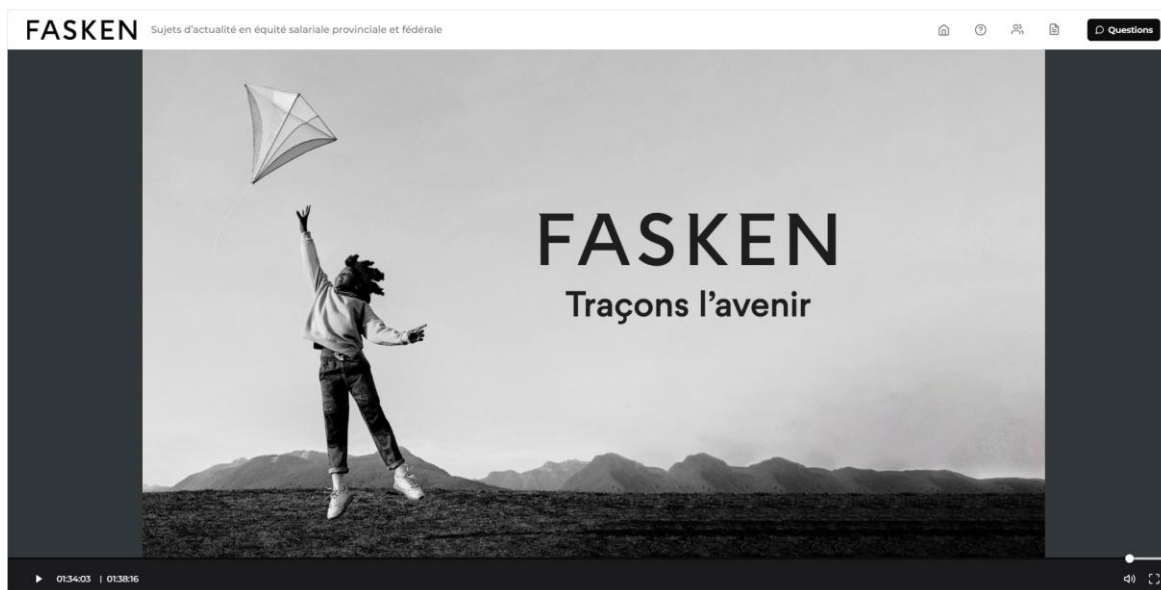 FASKEN Sujets d'actualité en équité salariale provinciale et fédérale Questions
FASKEN
Traçons l'avenir
01:34:03 | 01:38:16